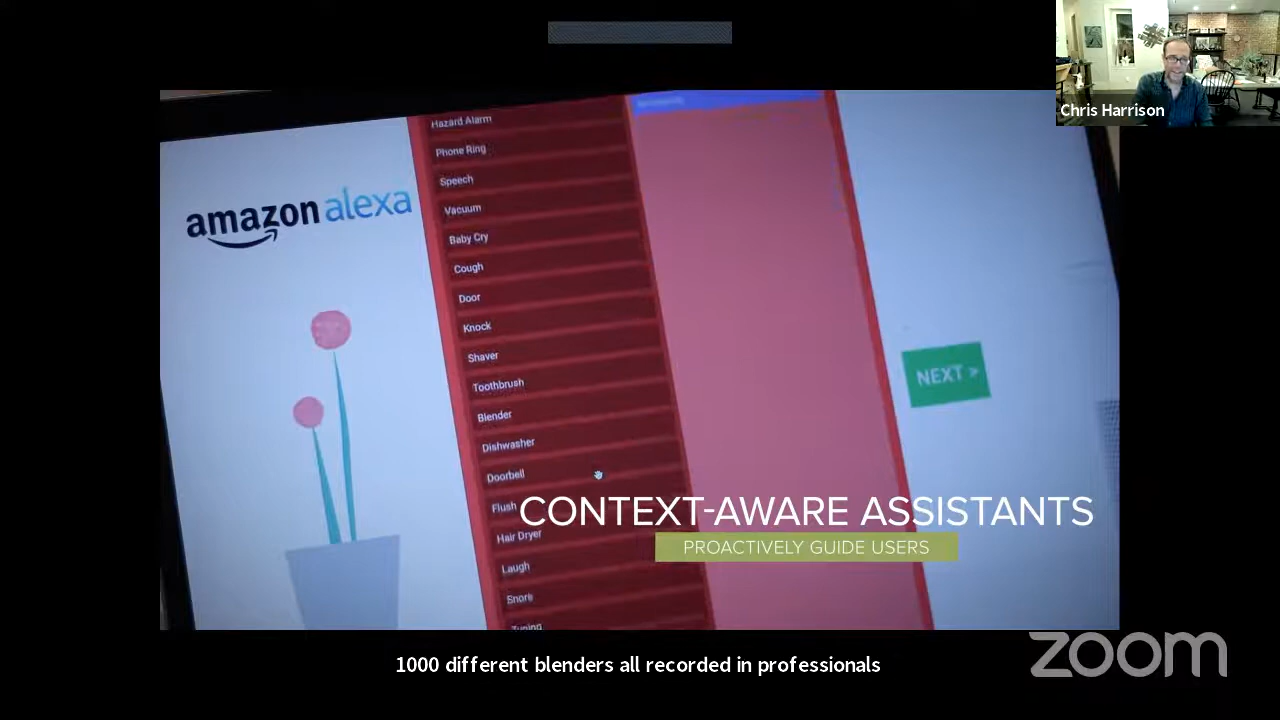 Chris Harrison
amazon alexa
Hazard Alarm
Phone Ring
Speech
Vacuum
Baby Cry
Cough
Door
Knock
Shaver
Toothbrush
Blender
Dishwasher
Doorbell
Flush
Hair Dryer
Laugh
Snore
NEXT >
CONTEXT-AWARE ASSISTANTS
PROACTIVELY GUIDE USERS
1000 different blenders all recorded in professionals
zoom